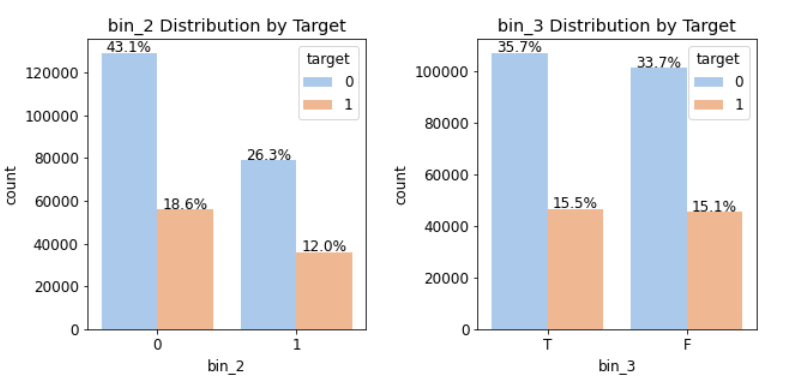 bin_2 Distribution by Target
43.1%
target
0
1
120000
100000
80000
60000
40000
20000
0
26.3%
18.6%
12.0%
count
0 1
bin_2
bin_3 Distribution by Target
35.7%
33.7%
target
0
1
100000
80000
60000
40000
20000
0
15.5%
15.1%
count
T F
bin_3